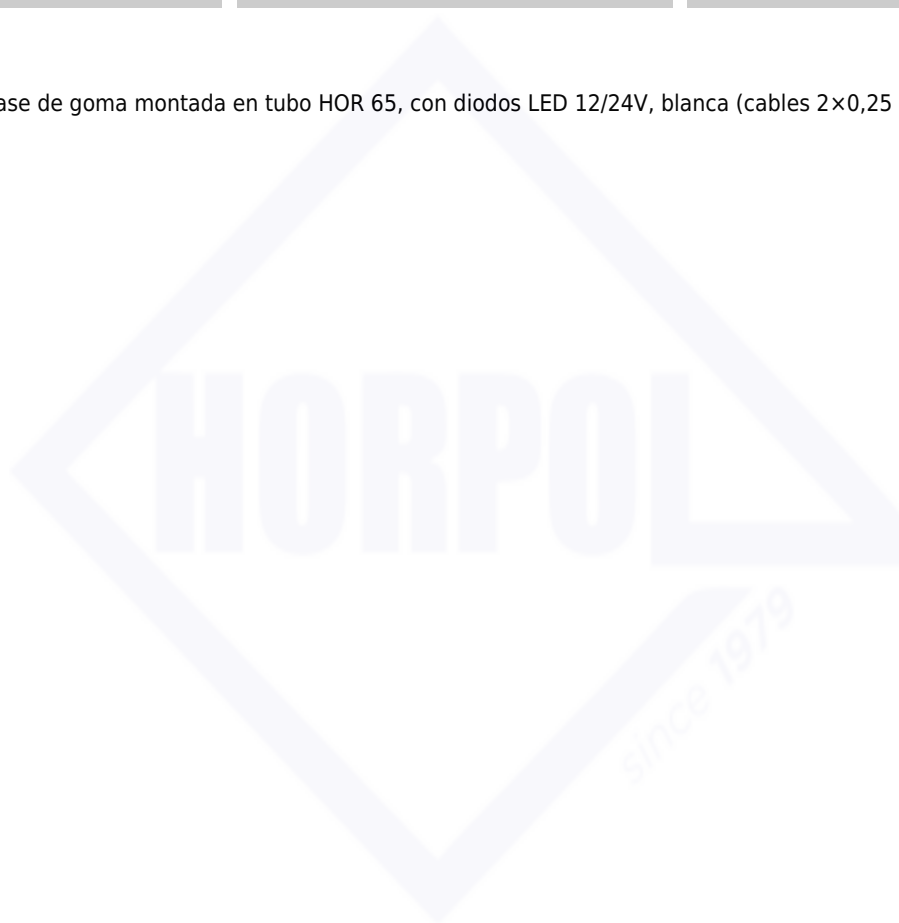 ase de goma montada en tubo HOR 65, con diodos LED 12/24V, blanca (cables 2×0,25
HORPOL
since 1979